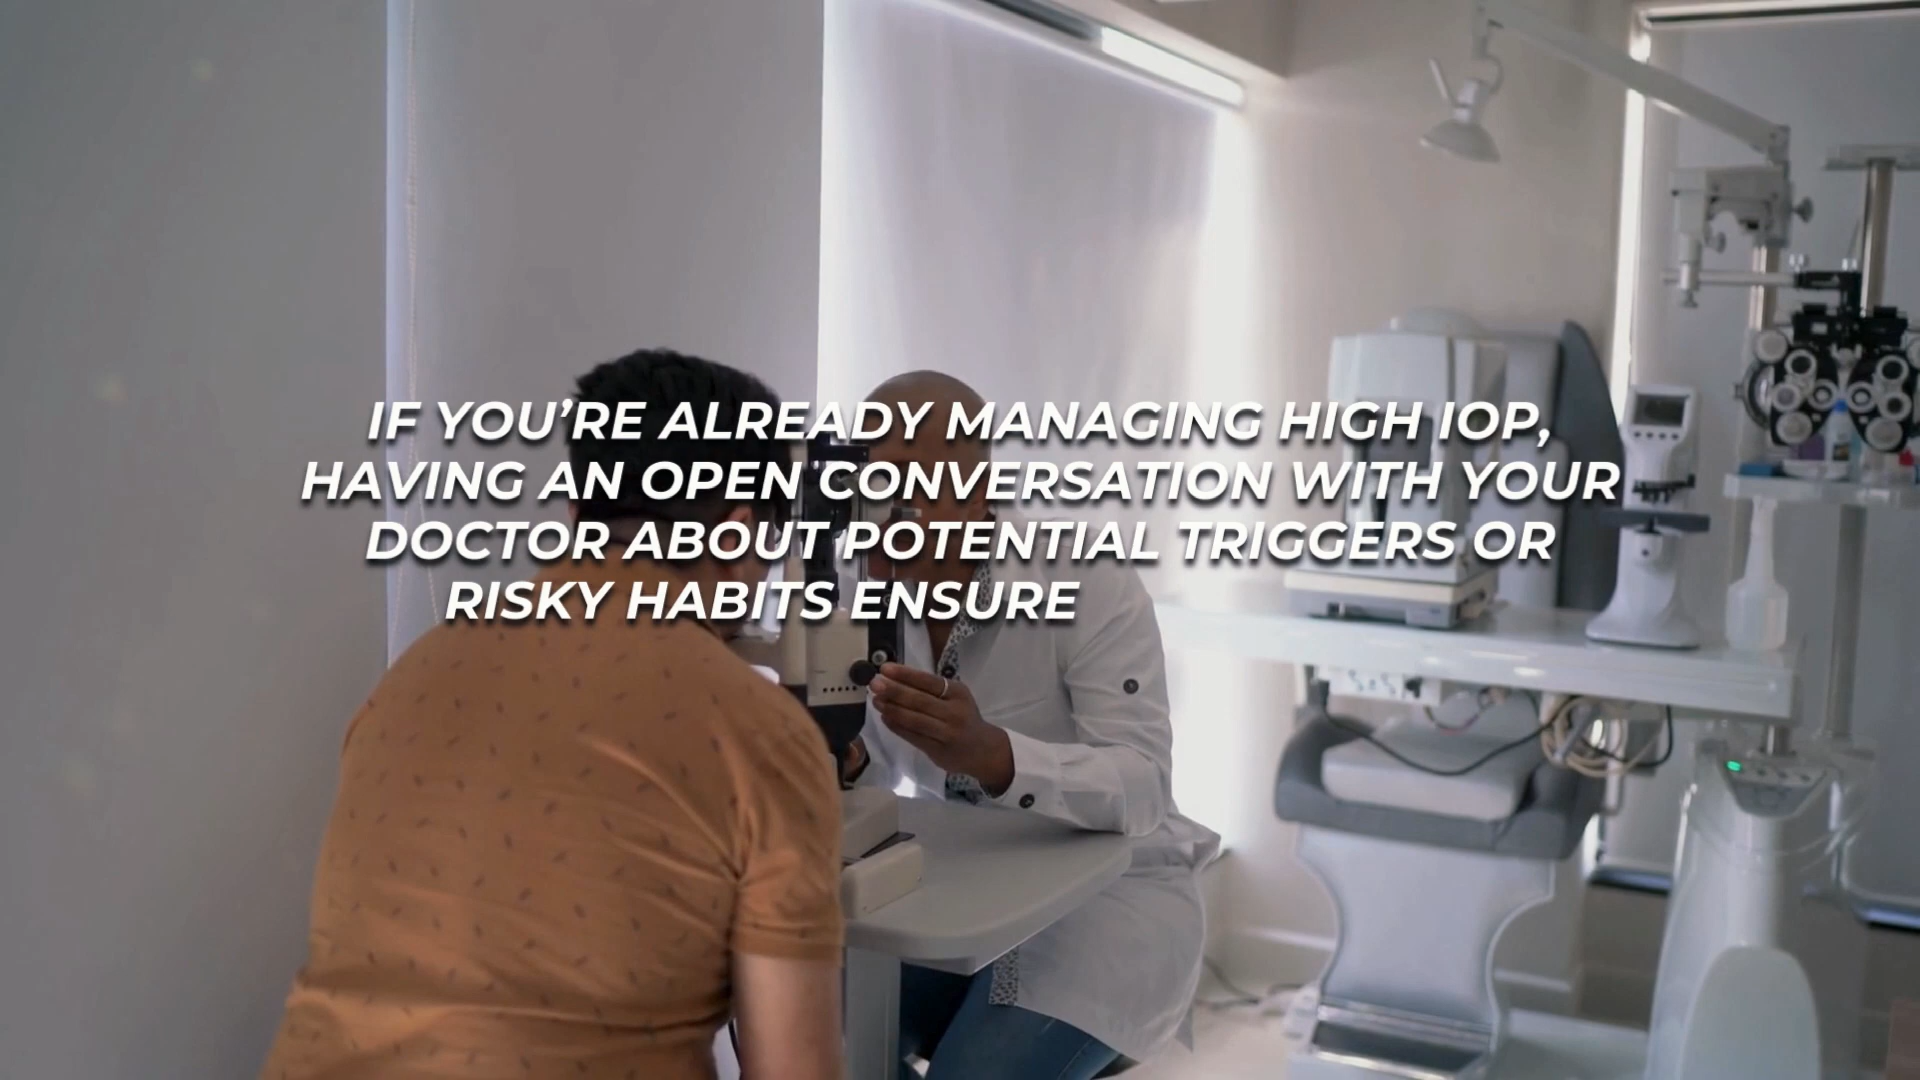 IF YOU’RE ALREADY MANAGING HIGH IOP,
HAVING AN OPEN CONVERSATION WITH YOUR
DOCTOR ABOUT POTENTIAL TRIGGERS OR
RISKY HABITS ENSURE